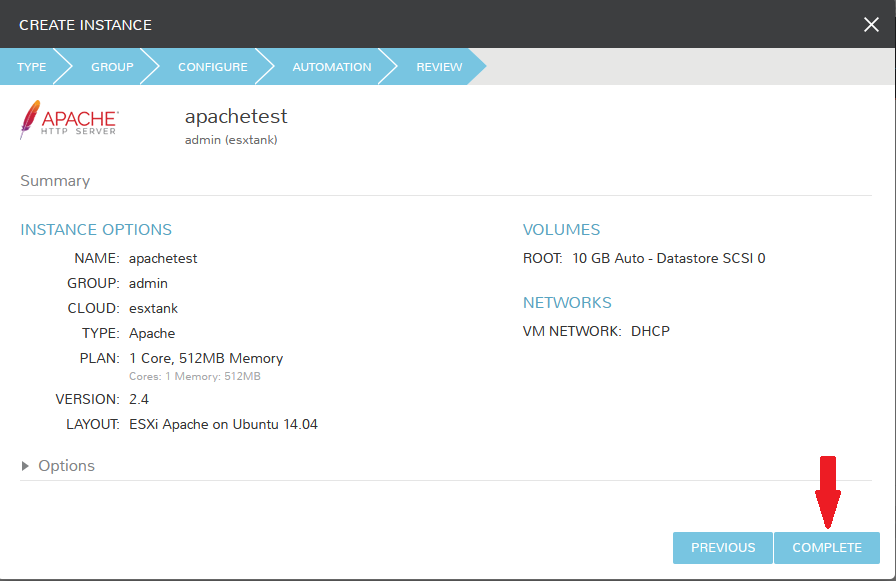 CREATE INSTANCE
TYPE GROUP CONFIGURE AUTOMATION REVIEW
APACHE
HTTP SERVER
apachetest
admin (esxtank)
Summary
INSTANCE OPTIONS
NAME: apachetest
GROUP: admin
CLOUD: esxtank
TYPE: Apache
PLAN: 1 Core, 512MB Memory
Cores: 1 Memory: 512MB
VERSION: 2.4
LAYOUT: ESXi Apache on Ubuntu 14.04
VOLUMES
ROOT: 10 GB Auto - Datastore SCSI 0
NETWORKS
VM NETWORK: DHCP
Options
PREVIOUS COMPLETE